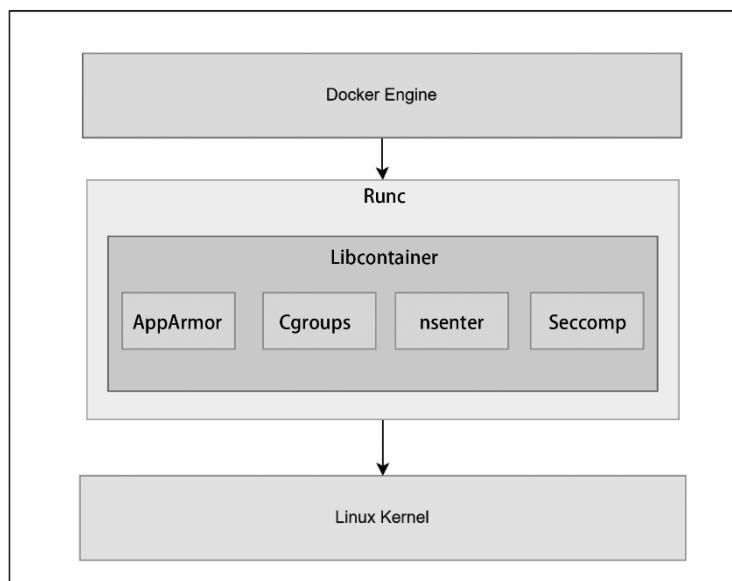 Docker Engine
Runc
Libcontainer
AppArmor Cgroups nsenter Seccomp
Linux Kernel